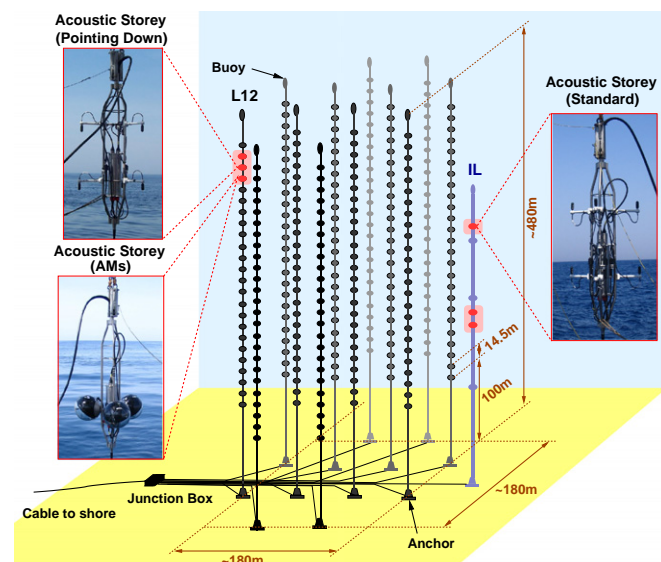 Acoustic Storey
(Pointing Down)
Buoy
L12
Acoustic Storey
(Standard)
IL
~480m
Acoustic Storey
(AMs)
14.5m
100m
~180m
Junction Box
Cable to shore
Anchor
~180m